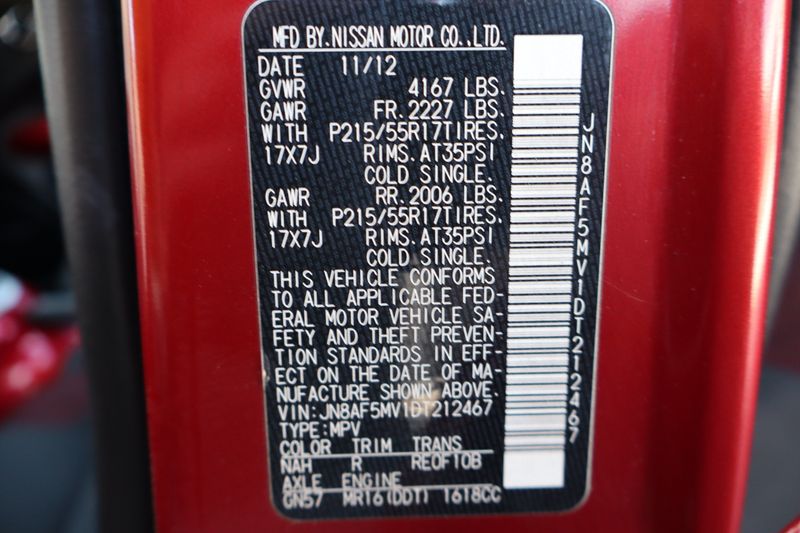 MFD BY.NISSAN MOTOR CO.,LTD.
DATE 11/12
GVWR 4167 LBS.
GAWR FR.2227 LBS.
WITH P215/55R17TIRES.
17X7J RIMS.AT35PSI
COLD SINGLE.
GAWR RR.2006 LBS.
WITH P215/55R17TIRES.
17X7J RIMS.AT35PSI
COLD SINGLE.
THIS VEHICLE CONFORMS
TO ALL APPLICABLE FED-
ERAL MOTOR VEHICLE SA-
FETY AND THEFT PREVEN-
TION STANDARDS IN EFF-
ECT ON THE DATE OF MA-
NUFACTURE SHOWN ABOVE.
VIN:JN8AF5MV1DT212467
TYPE:MPV
COLOR TRIM TRANS
NAH R RE0F10B
AXLE ENGINE
GN57 MR16(DDT) 1618CC
JN8AF5MV1DT212467